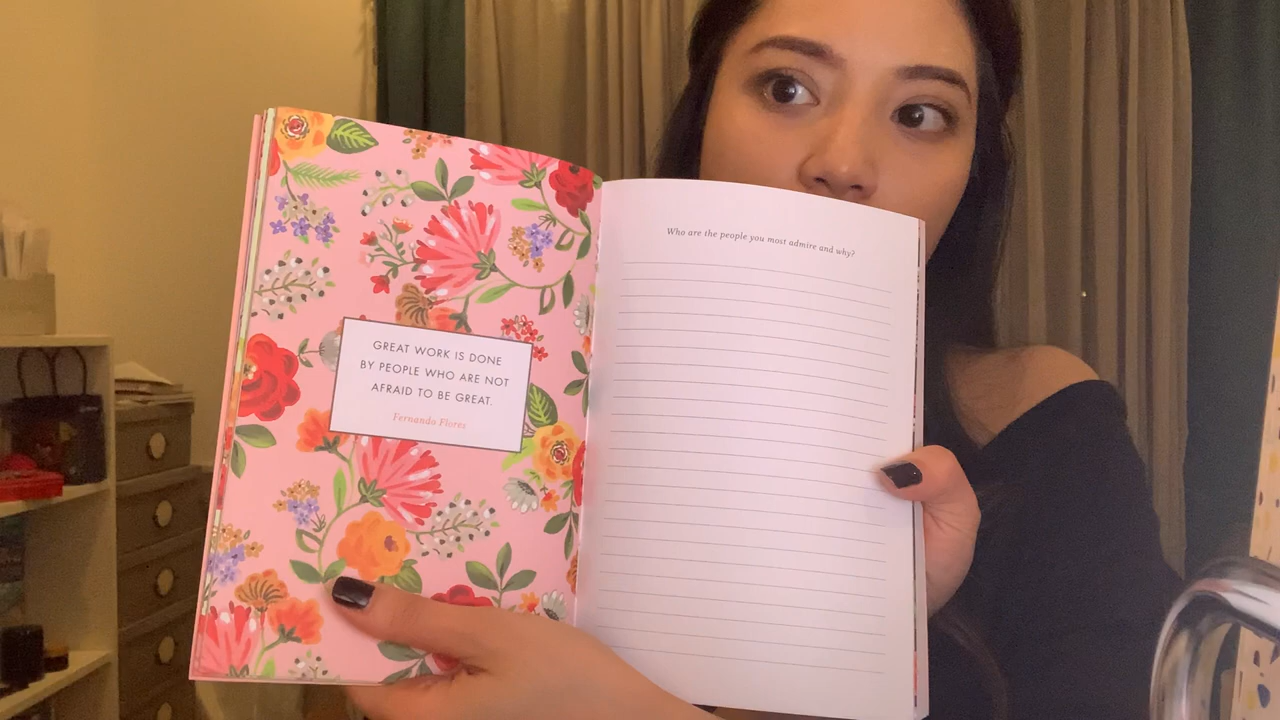 GREAT WORK IS DONE
BY PEOPLE WHO ARE NOT
AFRAID TO BE GREAT.
Fernando Flores
Who are the people you most admire and why?